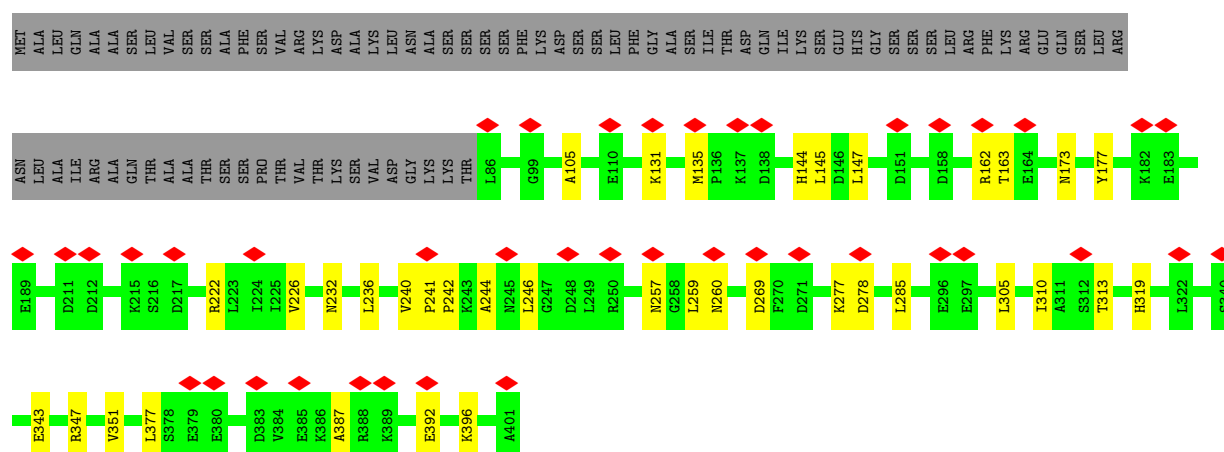 MET ALA LEU GLN ALA ALA SER LEU VAL SER SER ALA PHE SER VAL ARG LYS ASP ALA LYS LEU ASN ALA SER SER SER SER PHE LYS ASP SER SER LEU PHE GLY ALA SER ILE THR ASP GLN ILE LYS SER GLU HIS GLY SER SER SER LEU ARG PHE LYS ARG GLU GLN SER LEU ARG
ASN LEU ALA ILE ARG ALA GLN THR ALA ALA THR SER SER PRO THR VAL THR LYS SER VAL ASP GLY LYS LYS THR L86 G99 A105 E110 K131 M135 P136 K137 D138 H144 L145 D146 L147 D151 D158 R162 T163 E164 N173 Y177 K182 E183
E189 D211 D212 K215 S216 D217 R222 L223 I224 I225 V226 N232 L236 V240 P241 P242 K243 A244 N245 L246 G247 D248 L249 R250 N257 G258 L259 N260 D269 F270 D271 K277 D278 L285 E296 E297 L305 I310 A311 S312 T313 H319 L322
E343 R347 V351 L377 S378 E379 E380 D383 V384 E385 K386 A387 R388 K389 E392 K396 A401